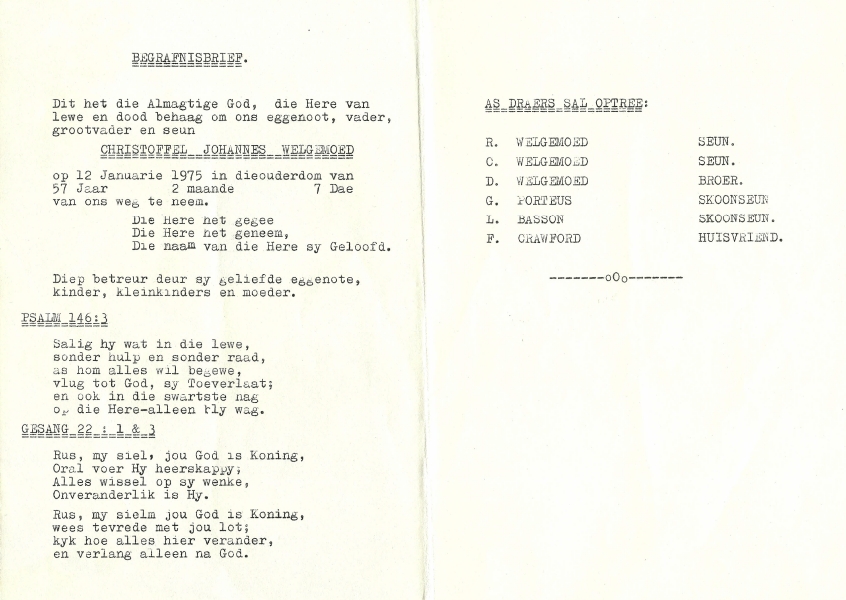 BEGRAFNISBRIEF.
Dit het die Almagtige God, die Here van
lewe en dood behaag om ons eggenoot, vader,
grootvader en seun
CHRISTOFFEL JOHANNES WELGEMOED
op 12 Januarie 1975 in dieouderdom van
57 Jaar 2 maande 7 Dae
van ons weg te neem.
Die Here het gegee
Die Here het geneem,
Die naam van die Here sy Geloofd.
Diep betreur deur sy geliefde eggenote,
kinder, kleinkinders en moeder.
PSALM 146:3
Salig hy wat in die lewe,
sonder hulp en sonder raad,
as hom alles wil begewe,
vlug tot God, sy Toeverlaat;
en ook in die swartste nag
op die Here-alleen bly wag.
GESANG 22 : 1 & 3
Rus, my siel, jou God is Koning,
Oral voer Hy heerskappy;
Alles wissel op sy wenke,
Onveranderlik is Hy.
Rus, my sielm jou God is Koning,
wees tevrede met jou lot;
kyk hoe alles hier verander,
en verlang alleen na God.
AS DRAERS SAL OPTREE:
R. WELGEMOED SEUN.
C. WELGEMOED SEUN.
D. WELGEMOED BROER.
G. PORTEUS SKOONSEUN
L. BASSON SKOONSEUN.
F. CRAWFORD HUISVRIEND.
-------oOo-------